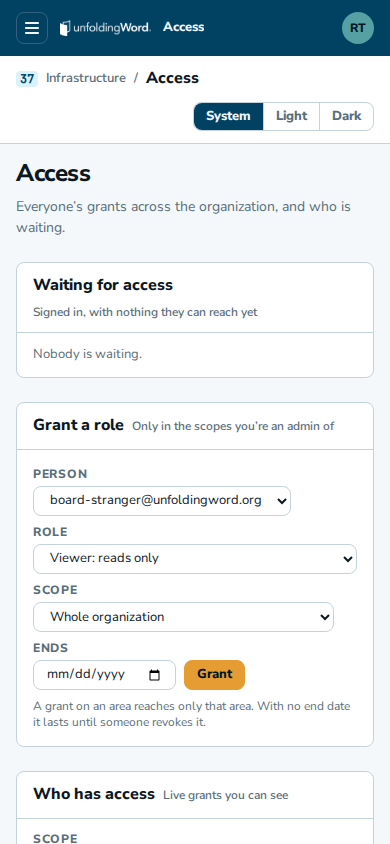 unfoldingWord. Access RT
37 Infrastructure / Access
System Light Dark
Access
Everyone's grants across the organization, and who is
waiting.
Waiting for access
Signed in, with nothing they can reach yet
Nobody is waiting.
Grant a role Only in the scopes you're an admin of
PERSON
board-stranger@unfoldingword.org
ROLE
Viewer: reads only
SCOPE
Whole organization
ENDS
mm/dd/yyyy Grant
A grant on an area reaches only that area. With no end date
it lasts until someone revokes it.
Who has access Live grants you can see
SCOPE